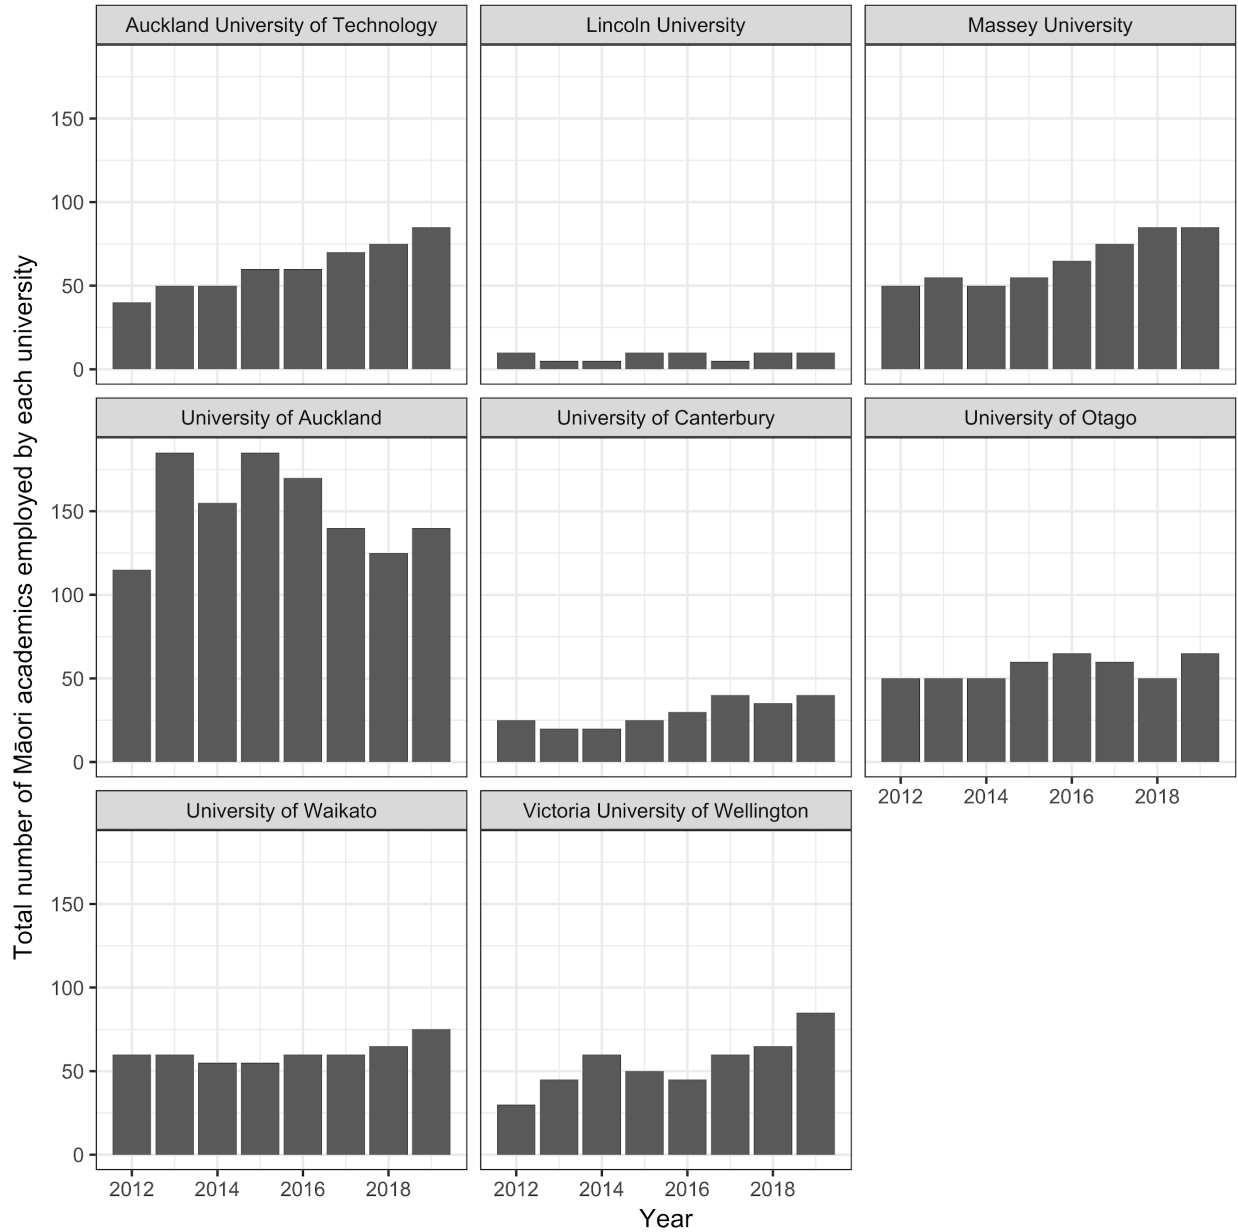 Auckland University of Technology
Lincoln University
Massey University
150
100
50
0
University of Auckland
University of Canterbury
University of Otago
150
100
50
0
2012 2014 2016 2018
University of Waikato
Victoria University of Wellington
150
100
50
0
2012 2014 2016 2018
2012 2014 2016 2018
Year
Total number of Māori academics employed by each university